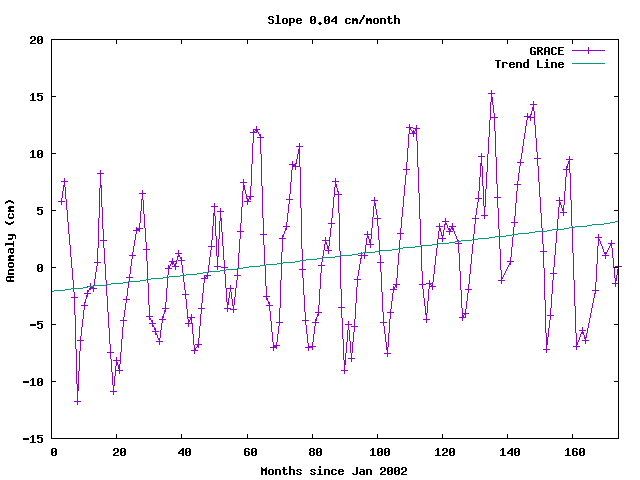 Slope 0.04 cm/month
GRACE
Trend Line
Anomaly (cm)
20
15
10
5
0
-5
-10
-15
0 20 40 60 80 100 120 140 160
Months since Jan 2002